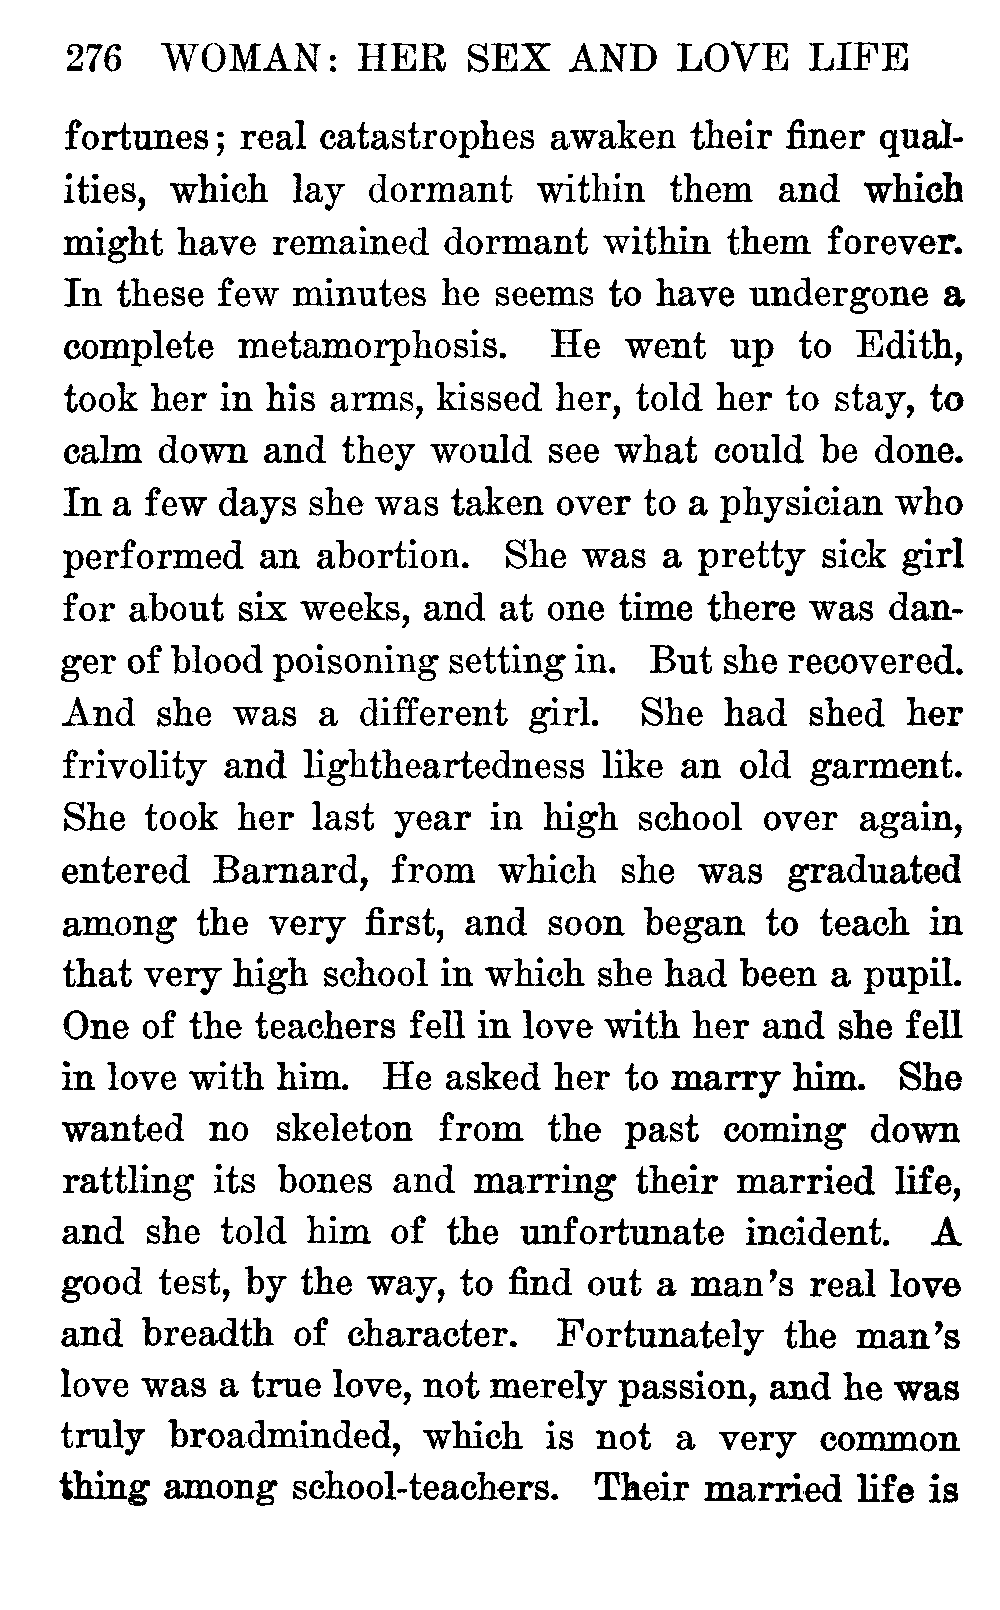 276 WOMAN: HER SEX AND LOVE LIFE
fortunes; real catastrophes awaken their finer qual-
ities, which lay dormant within them and which
might have remained dormant within them forever.
In these few minutes he seems to have undergone a
complete metamorphosis. He went up to Edith,
took her in his arms, kissed her, told her to stay, to
calm down and they would see what could be done.
In a few days she was taken over to a physician who
performed an abortion. She was a pretty sick girl
for about six weeks, and at one time there was dan-
ger of blood poisoning setting in. But she recovered.
And she was a different girl. She had shed her
frivolity and lightheartedness like an old garment.
She took her last year in high school over again,
entered Barnard, from which she was graduated
among the very first, and soon began to teach in
that very high school in which she had been a pupil.
One of the teachers fell in love with her and she fell
in love with him. He asked her to marry him. She
wanted no skeleton from the past coming down
rattling its bones and marring their married life,
and she told him of the unfortunate incident. A
good test, by the way, to find out a man's real love
and breadth of character. Fortunately the man's
love was a true love, not merely passion, and he was
truly broadminded, which is not a very common
thing among school-teachers. Their married life is